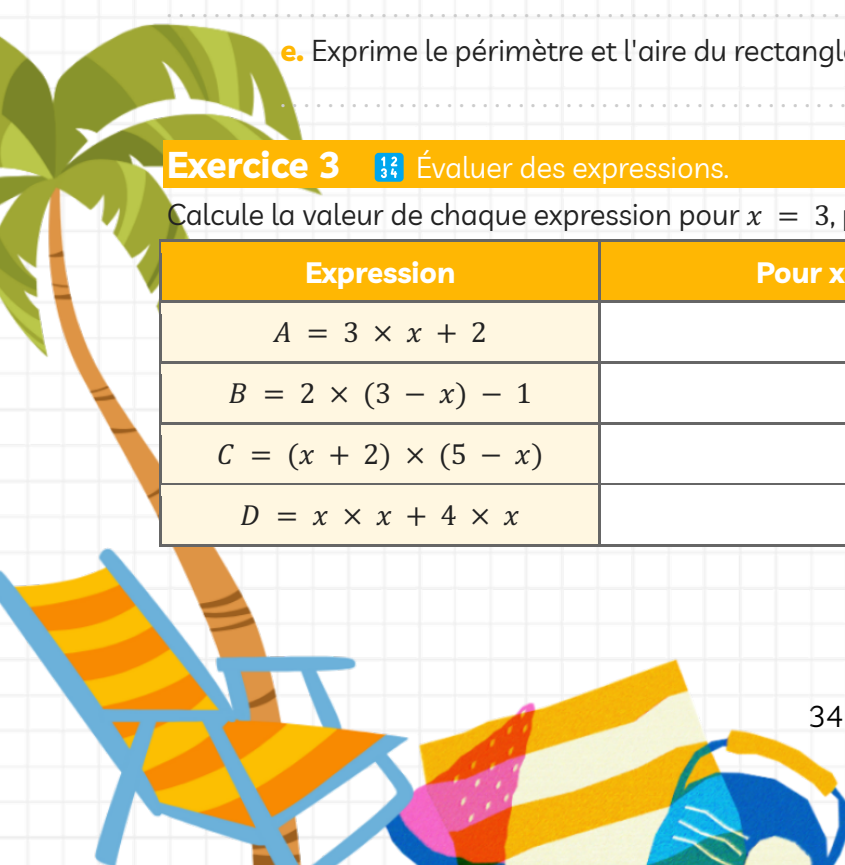 e. Exprime le périmètre et l'aire du
Exercice 3 1234 Évaluer des expressions.
Calcule la valeur de chaque expression pour x = 3,
Expression Pour x
A = 3 × x + 2
B = 2 × (3 − x) − 1
C = (x + 2) × (5 − x)
D = x × x + 4 × x
34